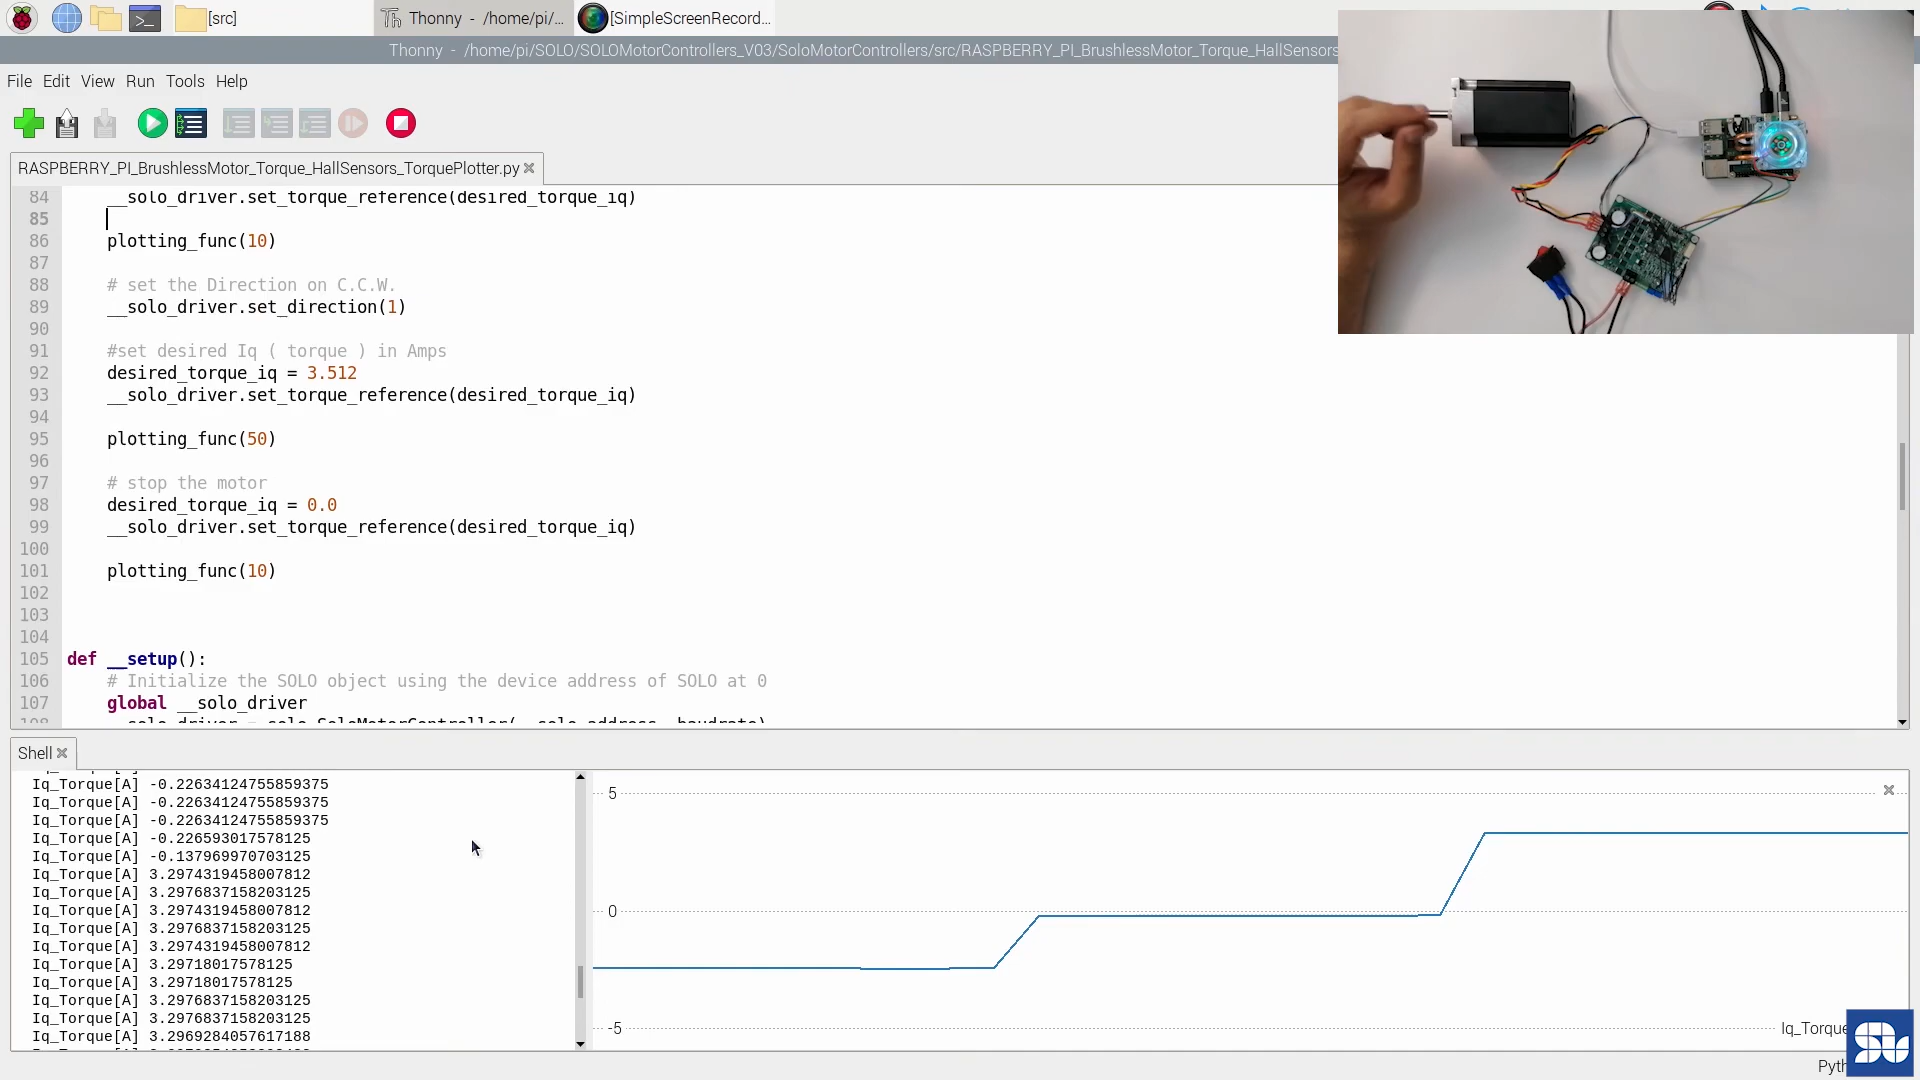 [src]
Thonny - /home/pi/...
[SimpleScreenRecord...
Thonny - /home/pi/SOLO/SOLOMotorControllers_V03/SoloMotorControllers/src/RASPBERRY_PI_BrushlessMotor_Torque_HallSensors
File Edit View Run Tools Help
RASPBERRY_PI_BrushlessMotor_Torque_HallSensors_TorquePlotter.py
84 __solo_driver.set_torque_reference(desired_torque_iq)
85
86 plotting_func(10)
87
88 # set the Direction on C.C.W.
89 __solo_driver.set_direction(1)
90
91 #set desired Iq ( torque ) in Amps
92 desired_torque_iq = 3.512
93 __solo_driver.set_torque_reference(desired_torque_iq)
94
95 plotting_func(50)
96
97 # stop the motor
98 desired_torque_iq = 0.0
99 __solo_driver.set_torque_reference(desired_torque_iq)
100
101 plotting_func(10)
102
103
104
105 def __setup():
106 # Initialize the SOLO object using the device address of SOLO at 0
107 global __solo_driver
Shell
Iq_Torque[A] -0.22634124755859375
Iq_Torque[A] -0.22634124755859375
Iq_Torque[A] -0.22634124755859375
Iq_Torque[A] -0.226593017578125
Iq_Torque[A] -0.137969970703125
Iq_Torque[A] 3.2974319458007812
Iq_Torque[A] 3.2976837158203125
Iq_Torque[A] 3.2974319458007812
Iq_Torque[A] 3.2976837158203125
Iq_Torque[A] 3.2974319458007812
Iq_Torque[A] 3.29718017578125
Iq_Torque[A] 3.29718017578125
Iq_Torque[A] 3.2976837158203125
Iq_Torque[A] 3.2976837158203125
Iq_Torque[A] 3.2969284057617188
5
0
-5
Iq_Torque
Pyth